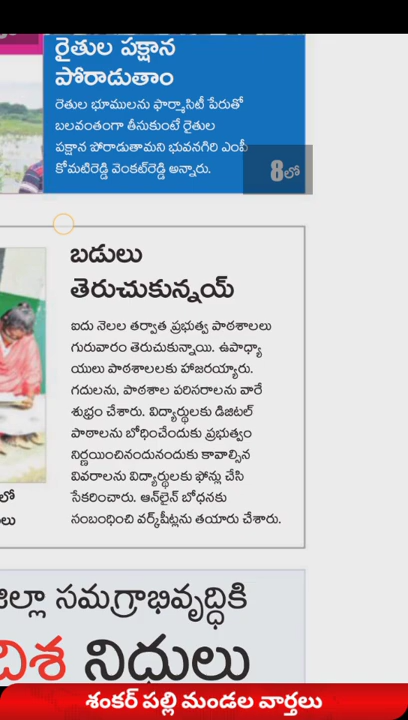 రైతుల పక్షాన
పోరాడుతాం
రెతుల భూములను ఫార్మాసిటీ పేరుతో
బలవంతంగా తీసుకుంటే రైతుల
పక్షాన పోరాడుతామని భువనగిరి ఎంపీ
కోమటిరెడ్డి వెంకట్‌రెడ్డి అన్నారు.
8లో
బడులు
తెరుచుకున్నయ్
ఐదు నెలల తర్వాత ప్రభుత్వ పాఠశాలలు
గురువారం తెరుచుకున్నాయి. ఉపాధ్యా
యులు పాఠశాలలకు హాజరయ్యారు.
గదులను, పాఠశాల పరిసరాలను వారే
శుభ్రం చేశారు. విద్యార్థులకు డిజిటల్
పాఠాలను బోధించేందుకు ప్రభుత్వం
నిర్ణయించినందునందుకు కావాల్సిన
వివరాలను విద్యార్థులకు ఫోన్లు చేసి
సేకరించారు. ఆన్‌లైన్ బోధనకు
సంబంధించి వర్క్‌షీట్లను తయారు చేశారు.
లో
లు
జిల్లా సమగ్రాభివృద్ధికి
దిశ నిధులు
శంకర్ పల్లి మండల వార్తలు